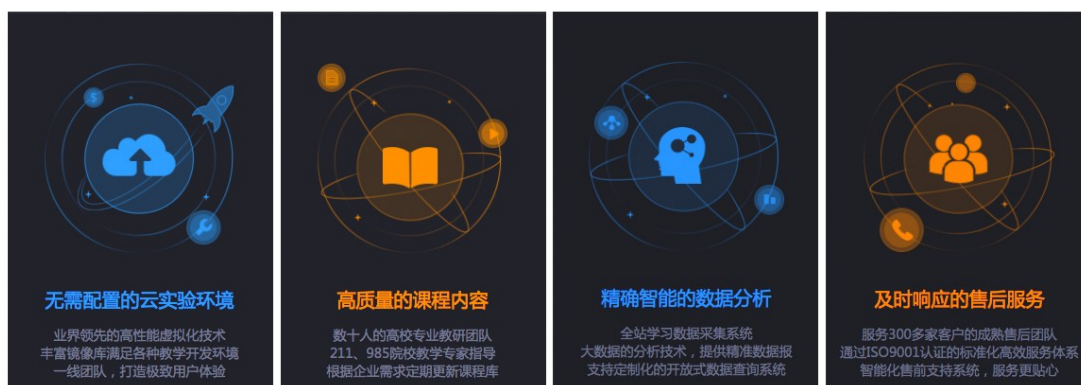 无需配置的云实验环境
业界领先的高性能虚拟化技术
丰富镜像库满足各种教学开发环境
一线团队，打造极致用户体验
高质量的课程内容
数十人的高校专业教研团队
211、985院校教学专家指导
根据企业需求定期更新课程库
精确智能的数据分析
全站学习数据采集系统
大数据的分析技术，提供精准数据报
支持定制化的开放式数据查询系统
及时响应的售后服务
服务300多家客户的成熟售后团队
通过ISO9001认证的标准化高效服务体系
智能化售前支持系统，服务更贴心